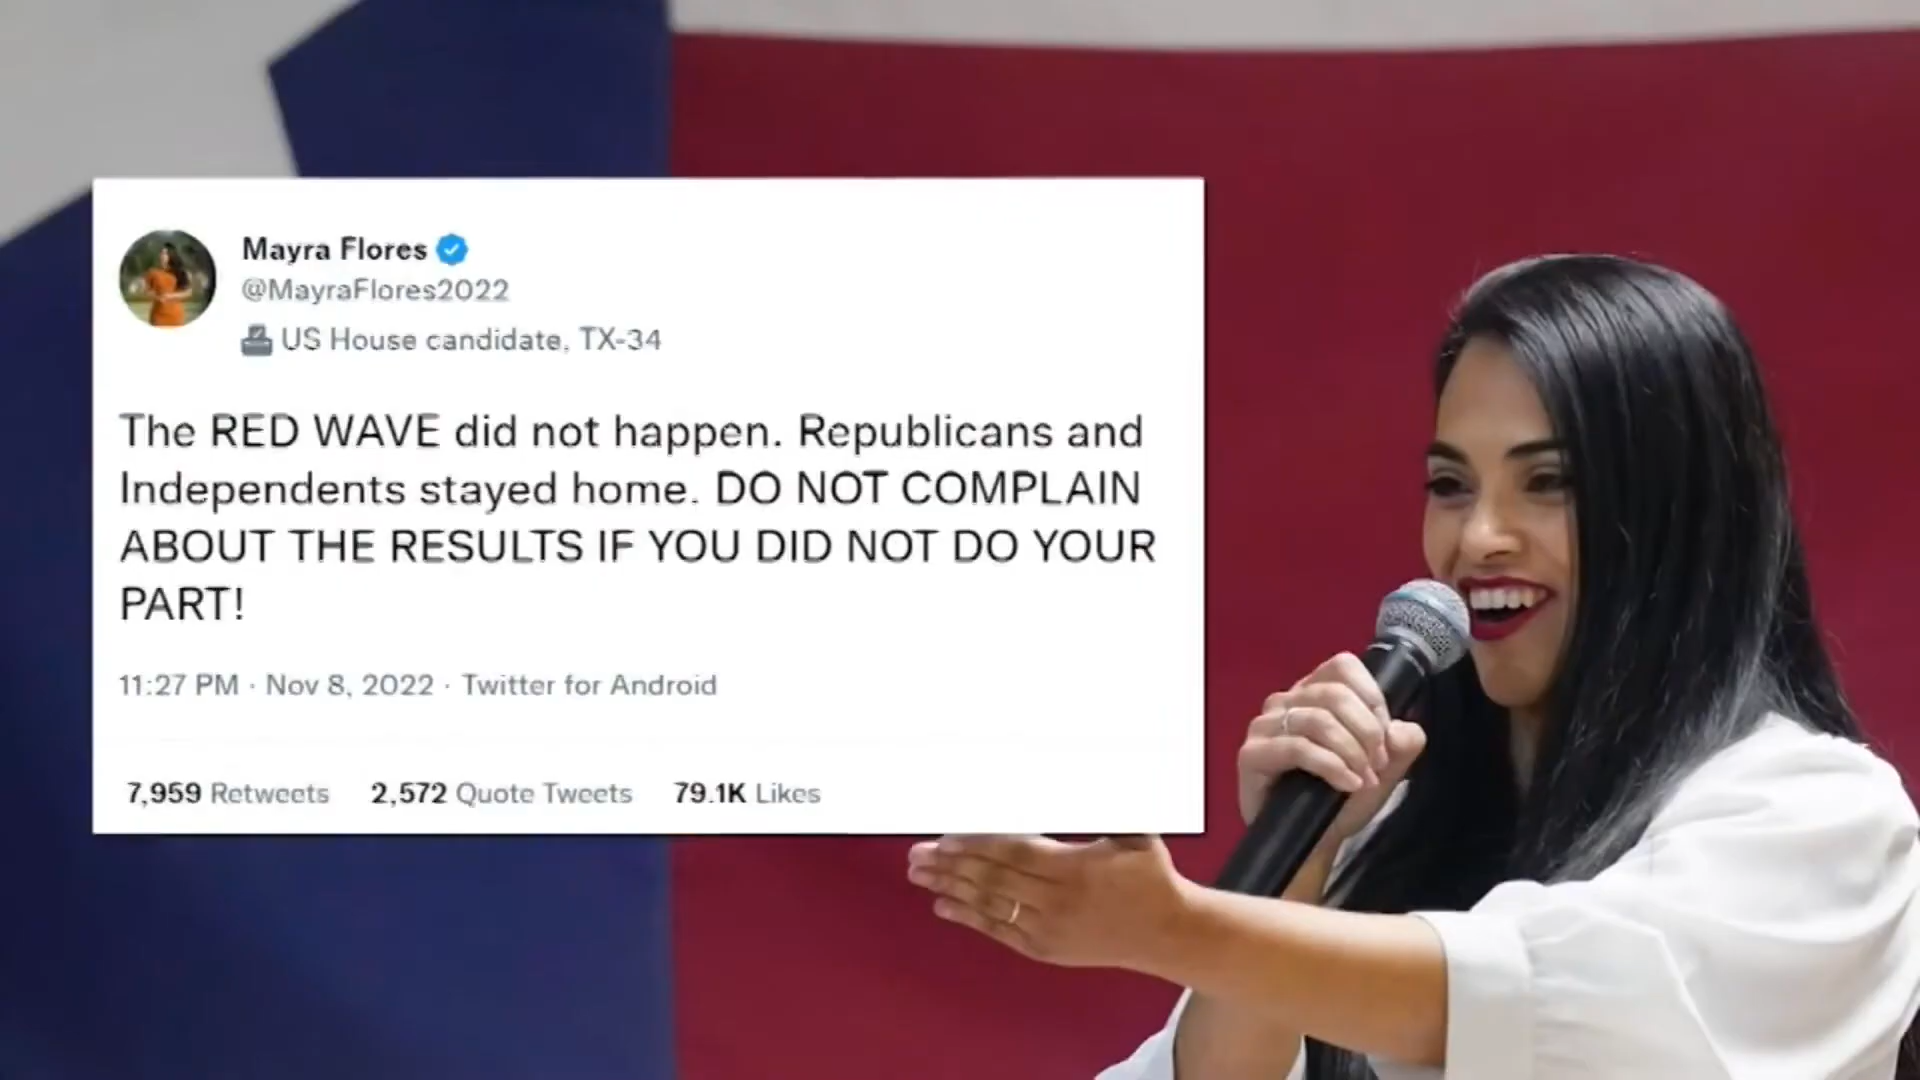 Mayra Flores
@MayraFlores2022
US House candidate, TX-34
The RED WAVE did not happen. Republicans and
Independents stayed home. DO NOT COMPLAIN
ABOUT THE RESULTS IF YOU DID NOT DO YOUR
PART!
11:27 PM · Nov 8, 2022 · Twitter for Android
7,959 Retweets 2,572 Quote Tweets 79.1K Likes